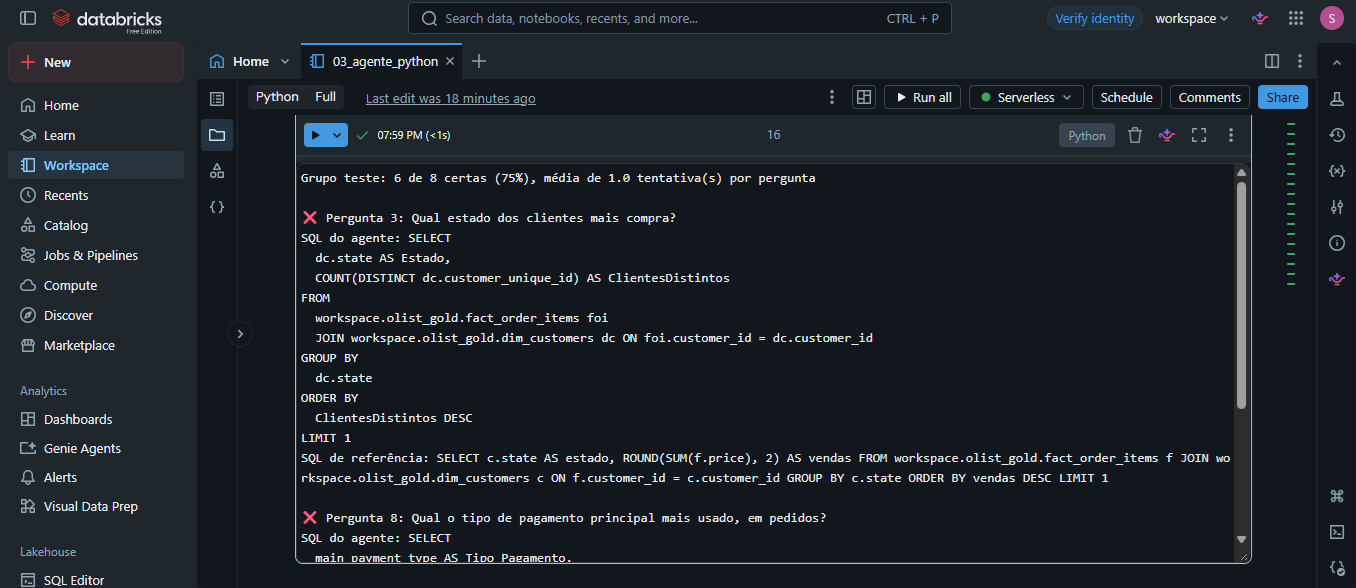 databricks
Free Edition
Search data, notebooks, recents, and more...
CTRL + P
Verify identity
workspace
S
New
Home
Learn
Workspace
Recents
Catalog
Jobs & Pipelines
Compute
Discover
Marketplace
Analytics
Dashboards
Genie Agents
Alerts
Visual Data Prep
Lakehouse
SQL Editor
Home
03_agente_python
Python
Full
Last edit was 18 minutes ago
Run all
Serverless
Schedule
Comments
Share
07:59 PM (<1s)
16
Python
Grupo teste: 6 de 8 certas (75%), média de 1.0 tentativa(s) por pergunta
❌ Pergunta 3: Qual estado dos clientes mais compra?
SQL do agente: SELECT
dc.state AS Estado,
COUNT(DISTINCT dc.customer_unique_id) AS ClientesDistintos
FROM
workspace.olist_gold.fact_order_items foi
JOIN workspace.olist_gold.dim_customers dc ON foi.customer_id = dc.customer_id
GROUP BY
dc.state
ORDER BY
ClientesDistintos DESC
LIMIT 1
SQL de referência: SELECT c.state AS estado, ROUND(SUM(f.price), 2) AS vendas FROM workspace.olist_gold.fact_order_items f JOIN wo
rkspace.olist_gold.dim_customers c ON f.customer_id = c.customer_id GROUP BY c.state ORDER BY vendas DESC LIMIT 1
❌ Pergunta 8: Qual o tipo de pagamento principal mais usado, em pedidos?
SQL do agente: SELECT
main_payment_type AS Tipo_Pagamento,